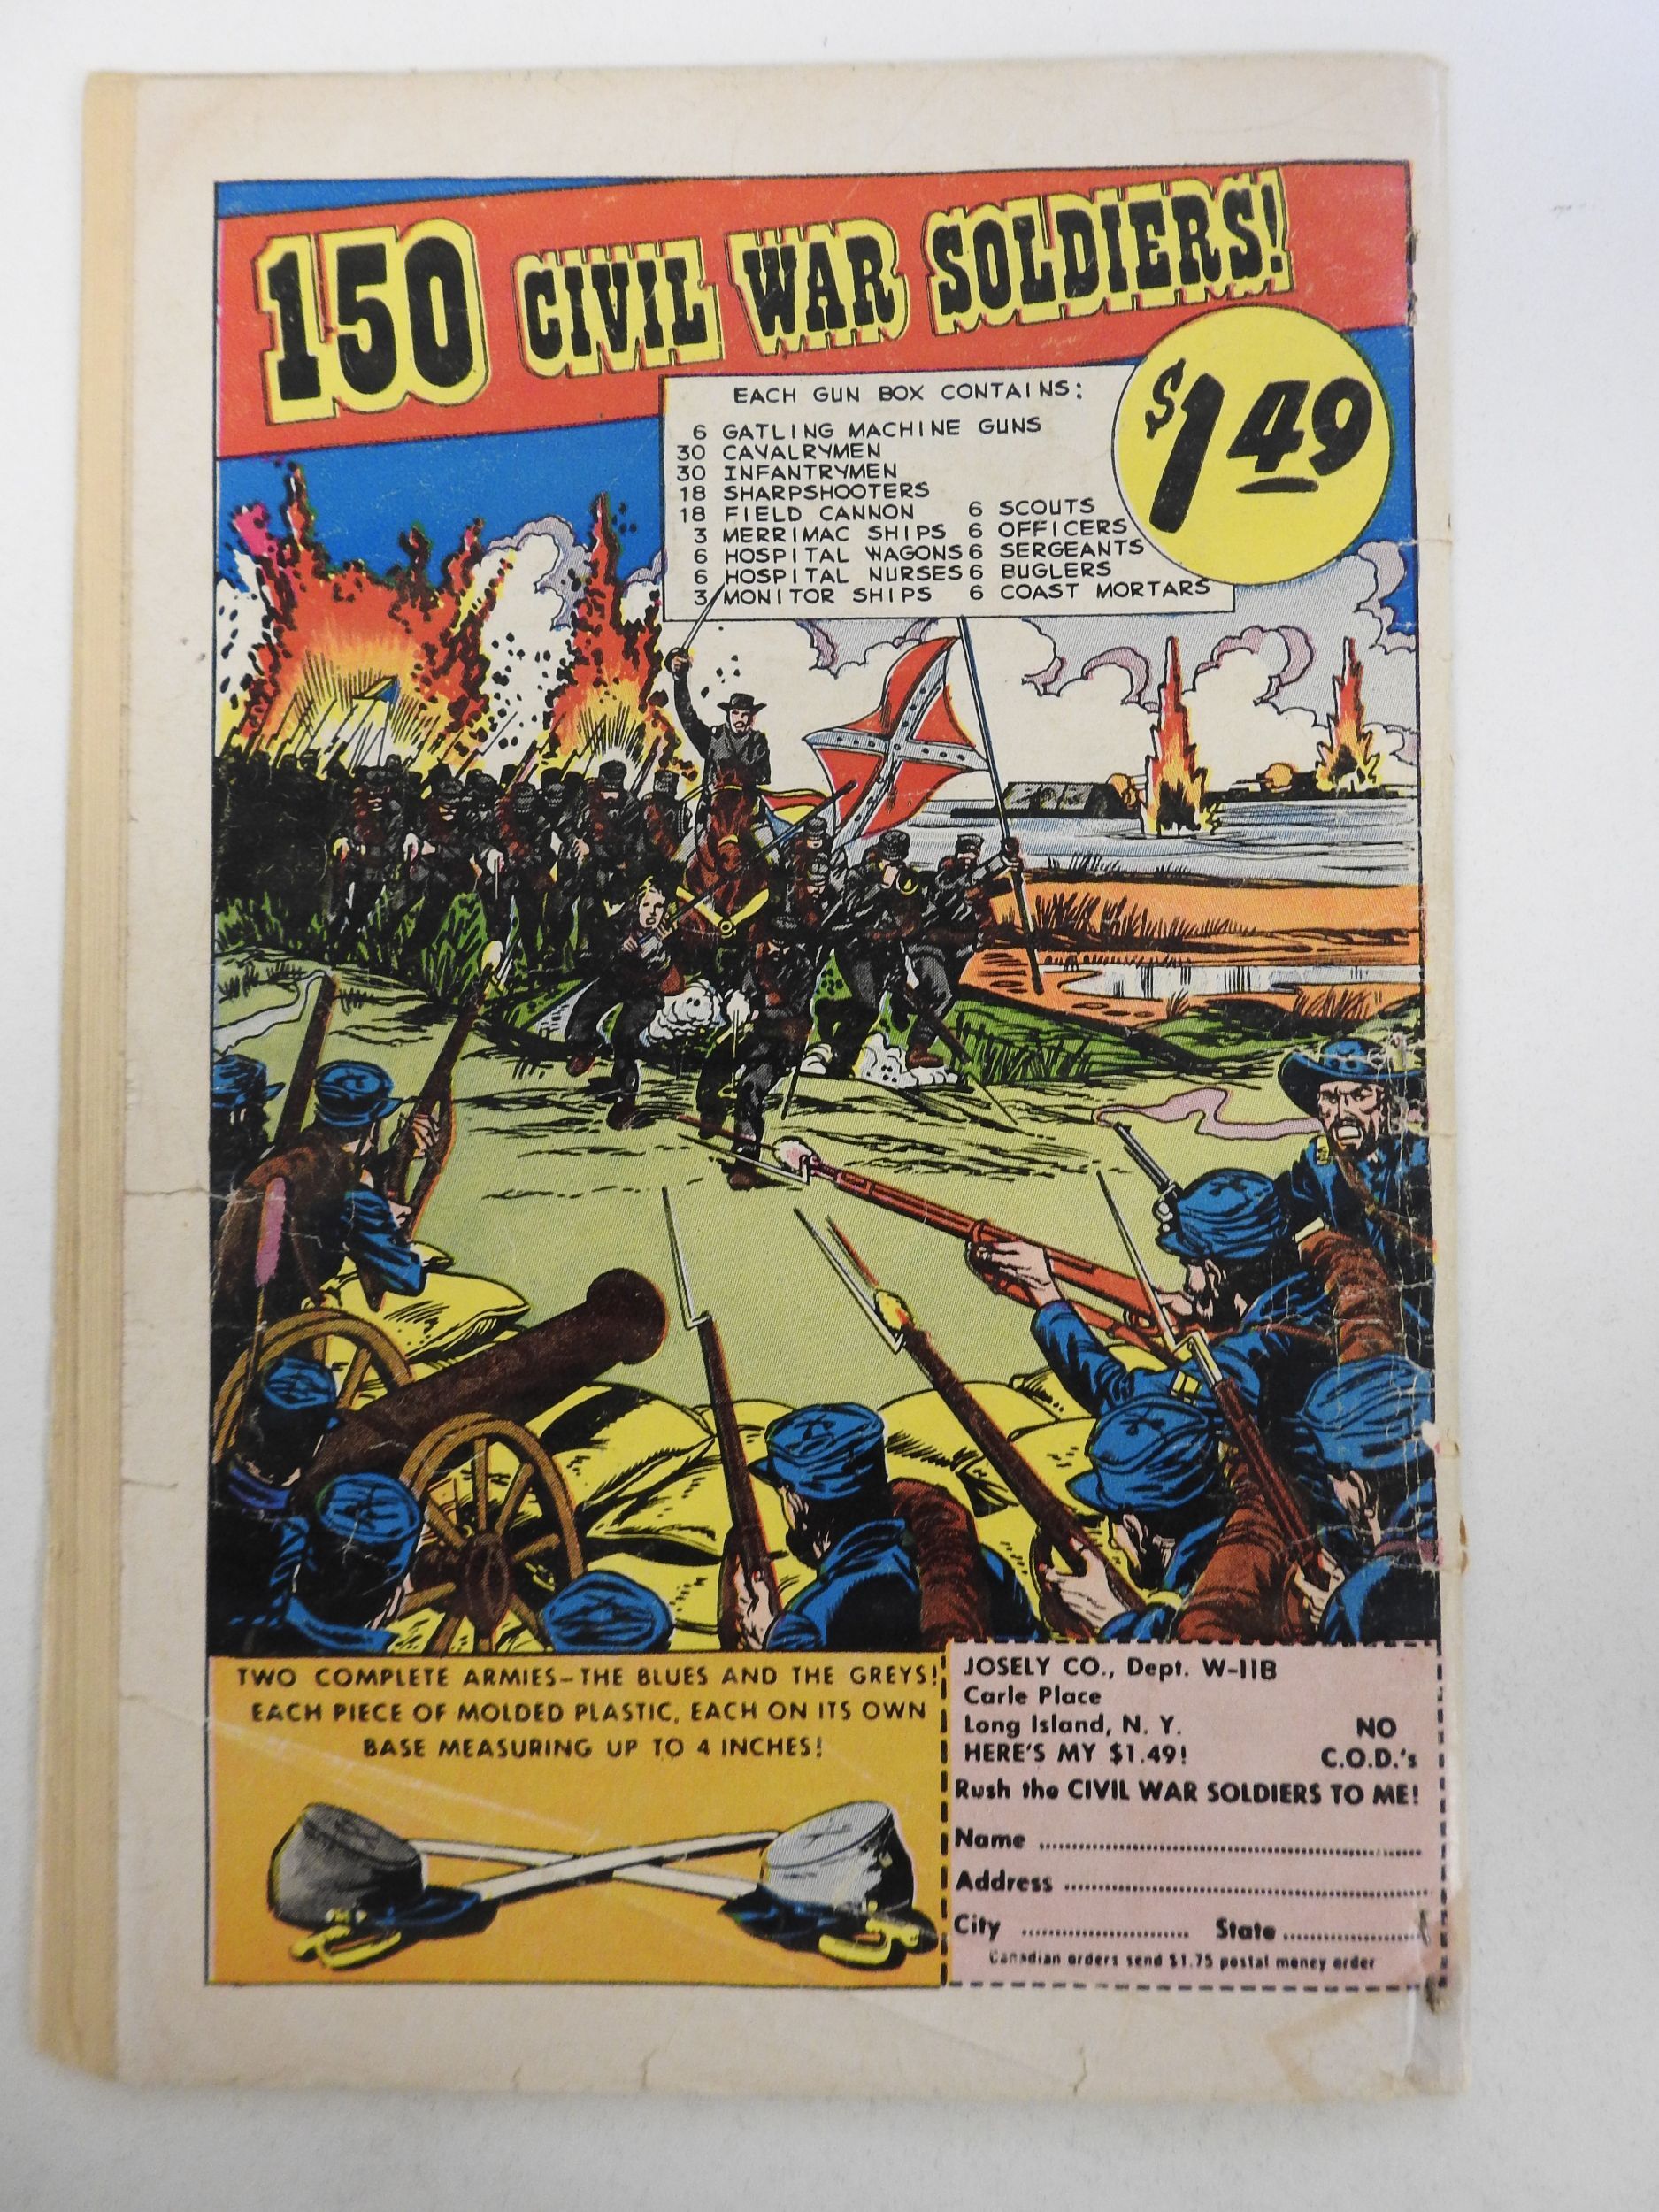 150 CIVIL WAR SOLDIERS!
$1.49
EACH GUN BOX CONTAINS:
6 GATLING MACHINE GUNS
30 CAVALRYMEN
30 INFANTRYMEN
18 SHARPSHOOTERS
18 FIELD CANNON 6 SCOUTS
3 MERRIMAC SHIPS 6 OFFICERS
6 HOSPITAL WAGONS 6 SERGEANTS
6 HOSPITAL NURSES 6 BUGLERS
3 MONITOR SHIPS 6 COAST MORTARS
TWO COMPLETE ARMIES-THE BLUES AND THE GREYS!
EACH PIECE OF MOLDED PLASTIC, EACH ON ITS OWN
BASE MEASURING UP TO 4 INCHES!
JOSELY CO., Dept. W-11B
Carle Place
Long Island, N. Y. NO
HERE'S MY $1.49! C.O.D.'s
Rush the CIVIL WAR SOLDIERS TO ME!
Name
Address
City State
Canadian orders send $1.75 postal money order